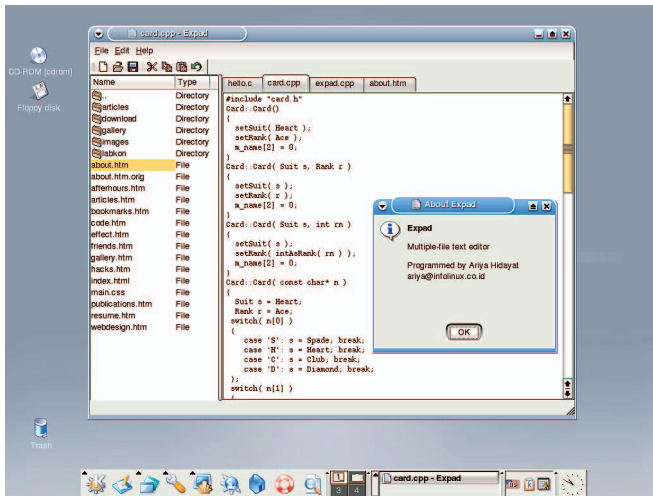 card.cpp - Expad
CD-ROM [cdrom]
Floppy disk
File Edit Help
Name Type
.. Directory
articles Directory
download Directory
gallery Directory
images Directory
labkon Directory
about.htm File
about.htm.orig File
afterhours.htm File
articles.htm File
bookmarks.htm File
code.htm File
effect.htm File
friends.htm File
gallery.htm File
hacks.htm File
index.html File
main.css File
publications.htm File
resume.htm File
webdesign.htm File
hello.c card.cpp expad.cpp about.htm
#include "card.h"
Card::Card()
{
setSuit( Heart );
setRank( Ace );
m_name[2] = 0;
}
Card::Card( Suit s, Rank r )
{
setSuit( s );
setRank( r );
m_name[2] = 0;
}
Card::Card( Suit s, int rn )
{
setSuit( s );
setRank( intAsRank( rn ) );
m_name[2] = 0;
}
Card::Card( const char* n )
{
Suit s = Heart;
Rank r = Ace;
switch( n[0] )
{
case 'S': s = Spade; break;
case 'H': s = Heart; break;
case 'C': s = Club; break;
case 'D': s = Diamond; break;
};
switch( n[1] )
{
About Expad
Expad
Multiple-file text editor
Programmed by Ariya Hidayat
ariya@infolinux.co.id
OK
Trash
1
3 4
card.cpp - Expad